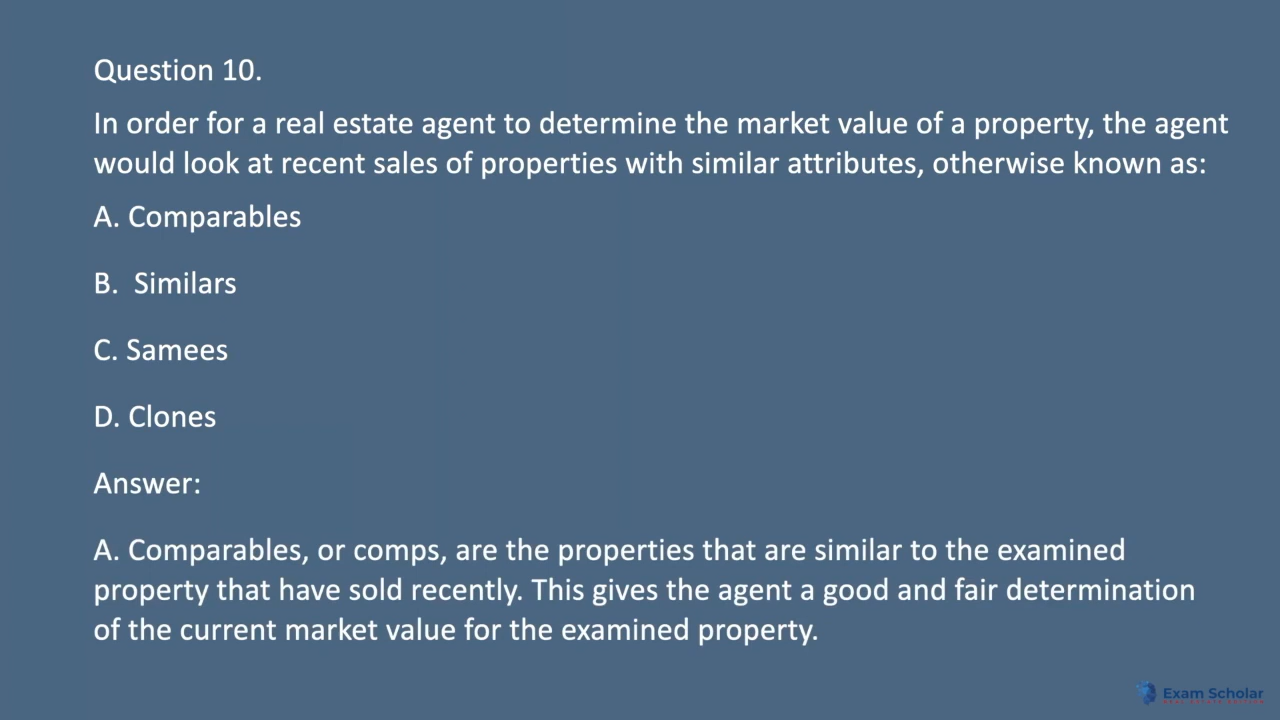 Question 10.
In order for a real estate agent to determine the market value of a property, the agent
would look at recent sales of properties with similar attributes, otherwise known as:
A. Comparables
B.  Similars
C. Samees
D. Clones
Answer:
A. Comparables, or comps, are the properties that are similar to the examined
property that have sold recently. This gives the agent a good and fair determination
of the current market value for the examined property.
Exam Scholar
REAL ESTATE EDITION